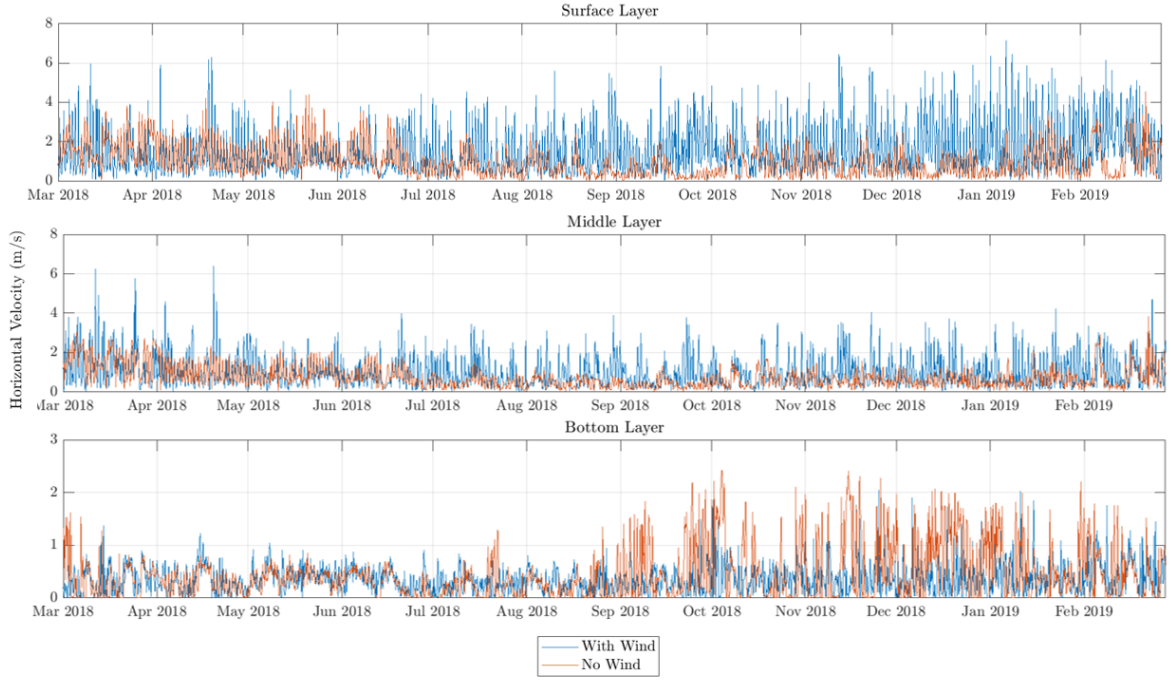 Surface Layer
8
6
4
2
0
Mar 2018 Apr 2018 May 2018 Jun 2018 Jul 2018 Aug 2018 Sep 2018 Oct 2018 Nov 2018 Dec 2018 Jan 2019 Feb 2019
Horizontal Velocity (m/s)
Middle Layer
8
6
4
2
0
Mar 2018 Apr 2018 May 2018 Jun 2018 Jul 2018 Aug 2018 Sep 2018 Oct 2018 Nov 2018 Dec 2018 Jan 2019 Feb 2019
Bottom Layer
3
2
1
0
Mar 2018 Apr 2018 May 2018 Jun 2018 Jul 2018 Aug 2018 Sep 2018 Oct 2018 Nov 2018 Dec 2018 Jan 2019 Feb 2019
With Wind
No Wind